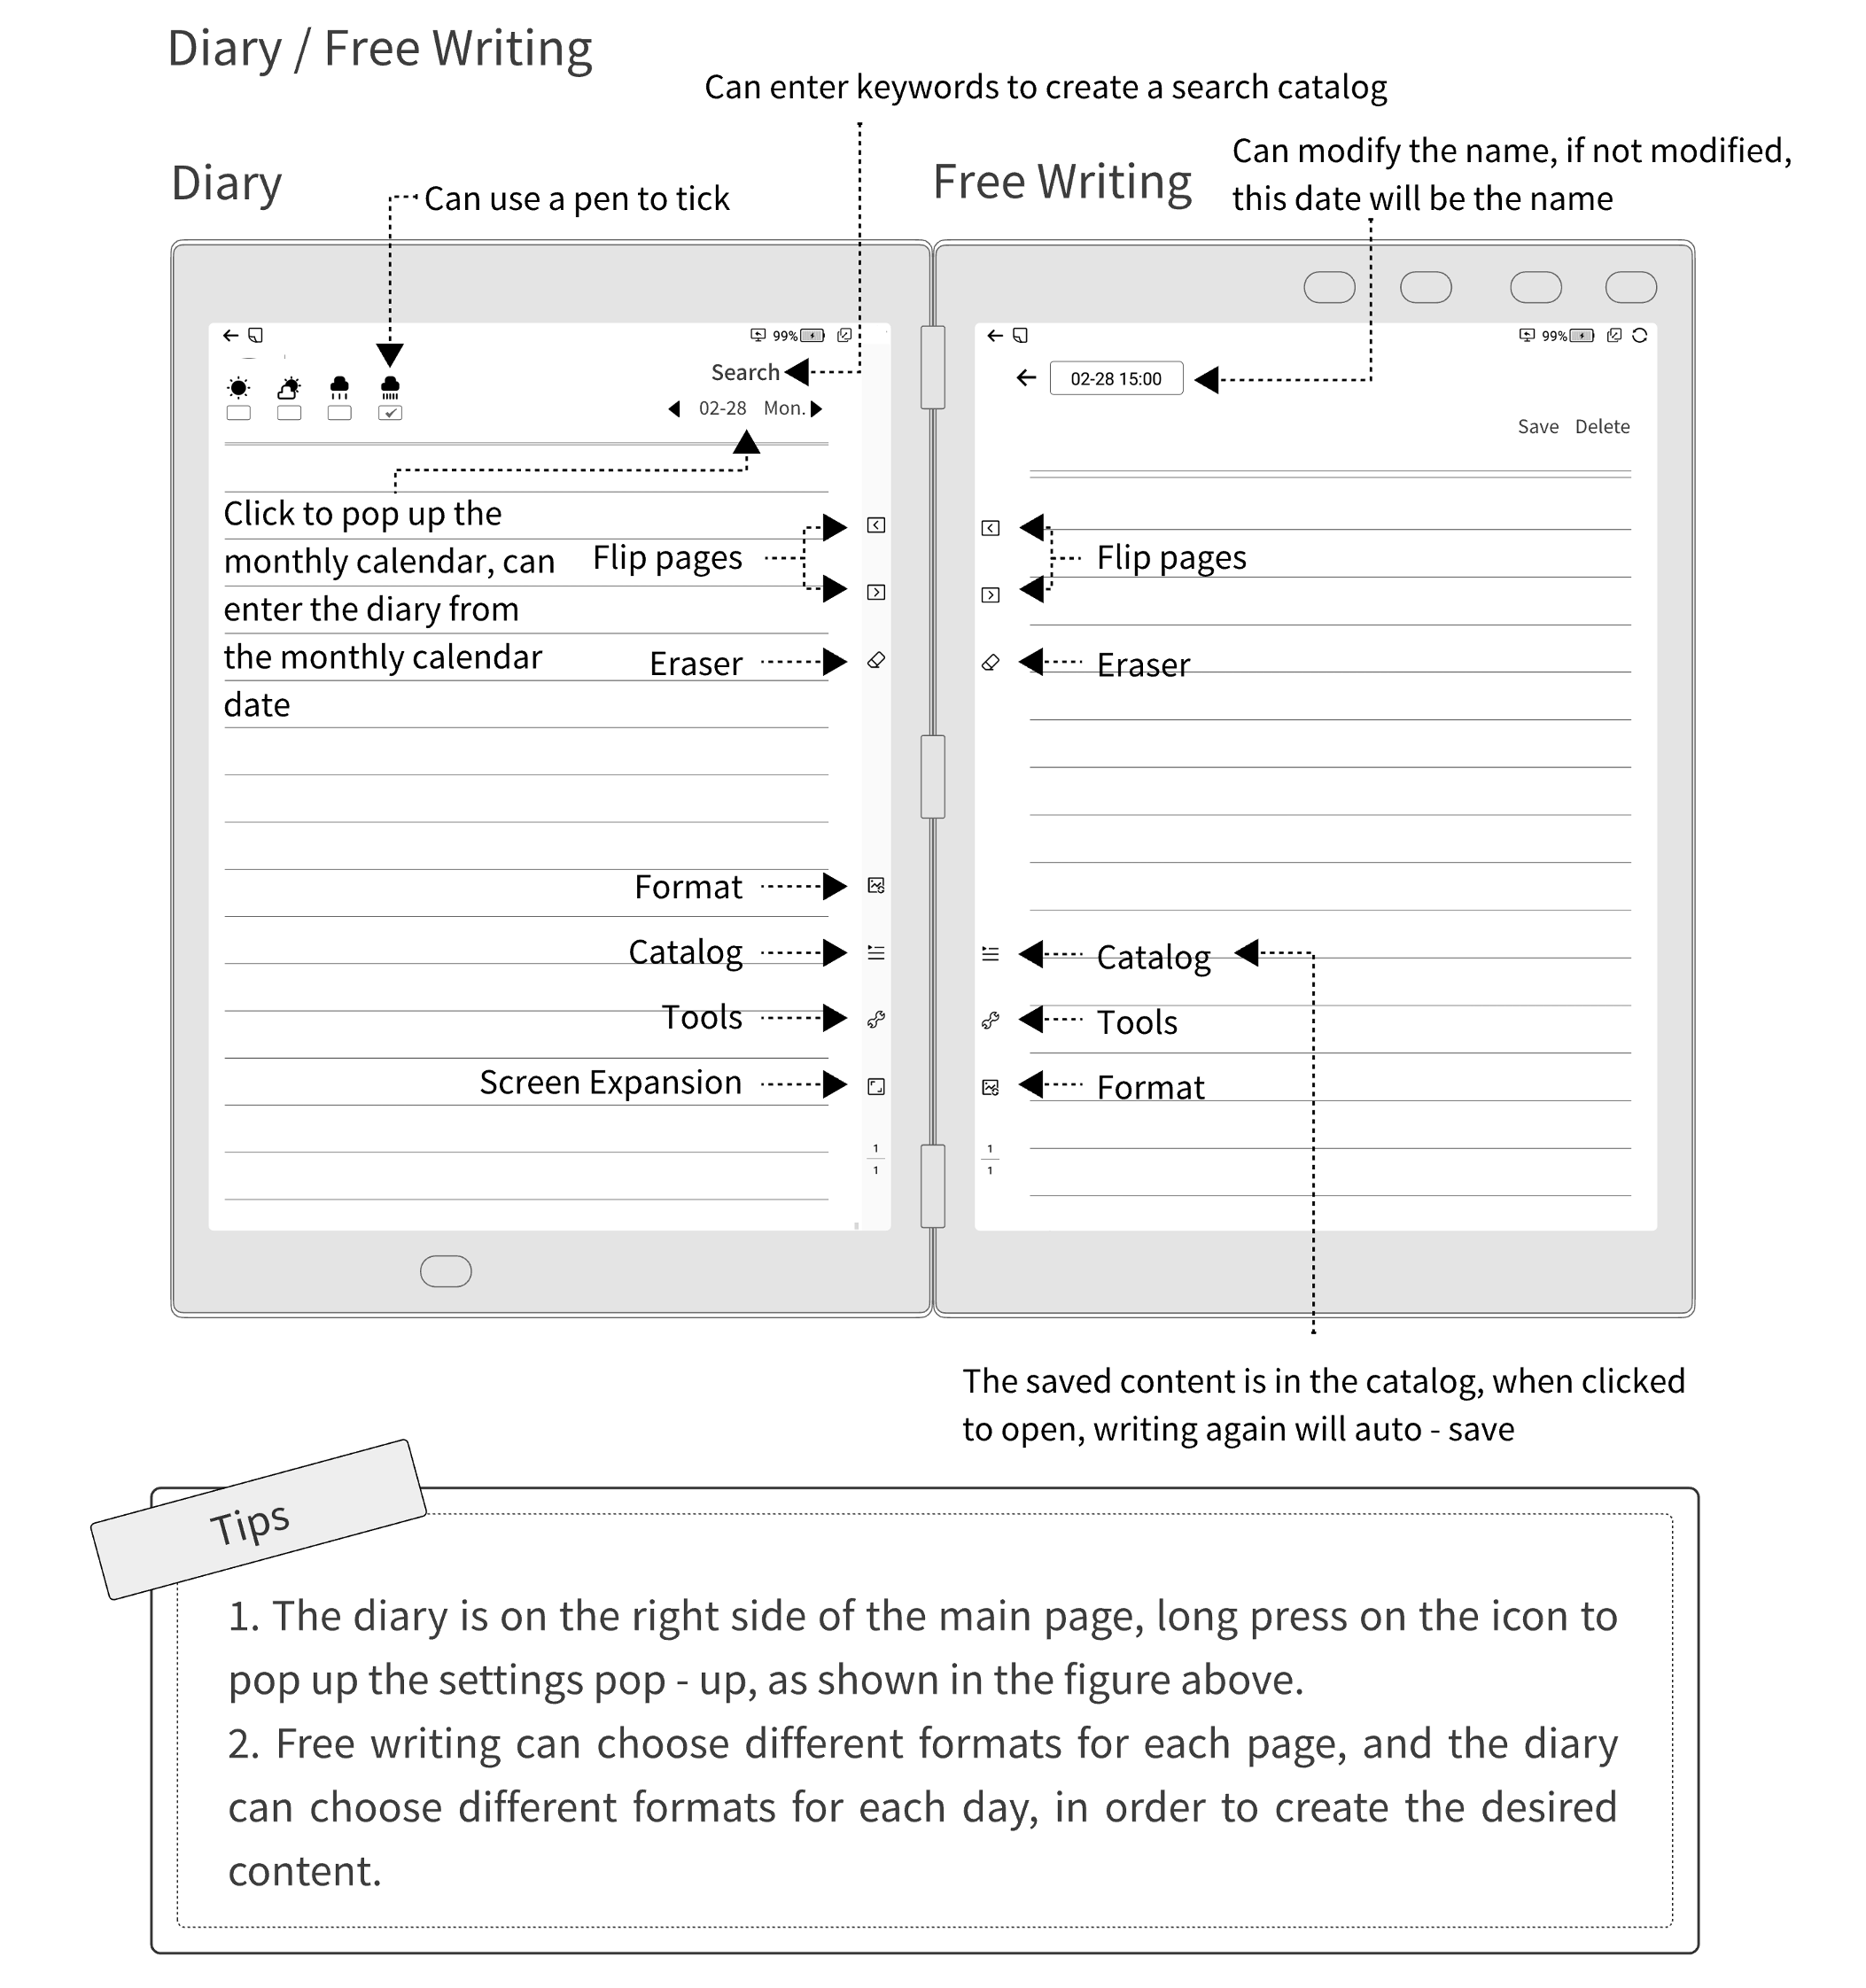 Diary / Free Writing
Can enter keywords to create a search catalog
Diary
Can use a pen to tick
Free Writing
Can modify the name, if not modified,
this date will be the name
99%
Search
02-28 Mon.
Click to pop up the
monthly calendar, can
enter the diary from
the monthly calendar
date
Flip pages
Eraser
Format
Catalog
Tools
Screen Expansion
1
1
99%
02-28 15:00
Save Delete
Flip pages
Eraser
Catalog
Tools
Format
1
1
The saved content is in the catalog, when clicked
to open, writing again will auto - save
Tips
1. The diary is on the right side of the main page, long press on the icon to
pop up the settings pop - up, as shown in the figure above.
2. Free writing can choose different formats for each page, and the diary
can choose different formats for each day, in order to create the desired
content.